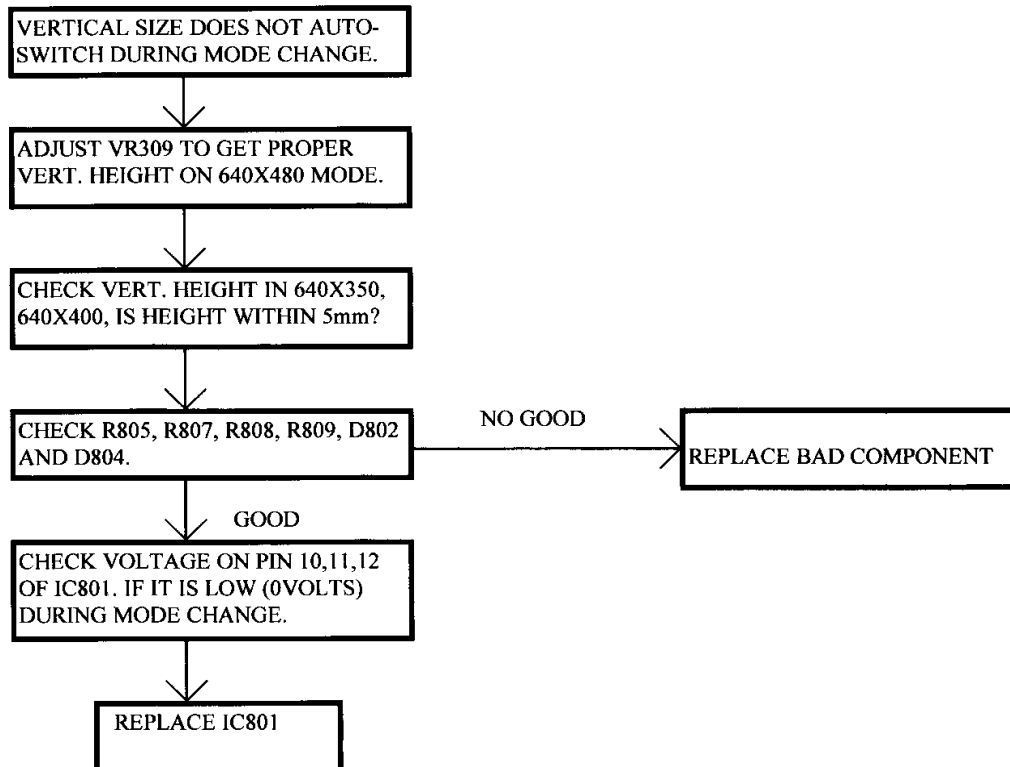 VERTICAL SIZE DOES NOT AUTO-
SWITCH DURING MODE CHANGE.
ADJUST VR309 TO GET PROPER
VERT. HEIGHT ON 640X480 MODE.
CHECK VERT. HEIGHT IN 640X350,
640X400, IS HEIGHT WITHIN 5mm?
CHECK R805, R807, R808, R809, D802
AND D804.
NO GOOD
REPLACE BAD COMPONENT
GOOD
CHECK VOLTAGE ON PIN 10,11,12
OF IC801. IF IT IS LOW (0VOLTS)
DURING MODE CHANGE.
REPLACE IC801